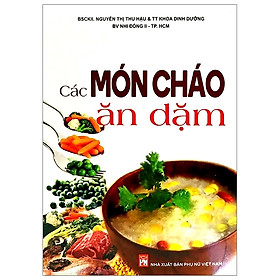 BSCKII. NGUYỄN THỊ THU HẬU & TT KHOA DINH DƯỠNG
BV NHI ĐỒNG II - TP. HCM
Các MÓN CHÁO
ăn dặm
NHÀ XUẤT BẢN PHỤ NỮ VIỆT NAM